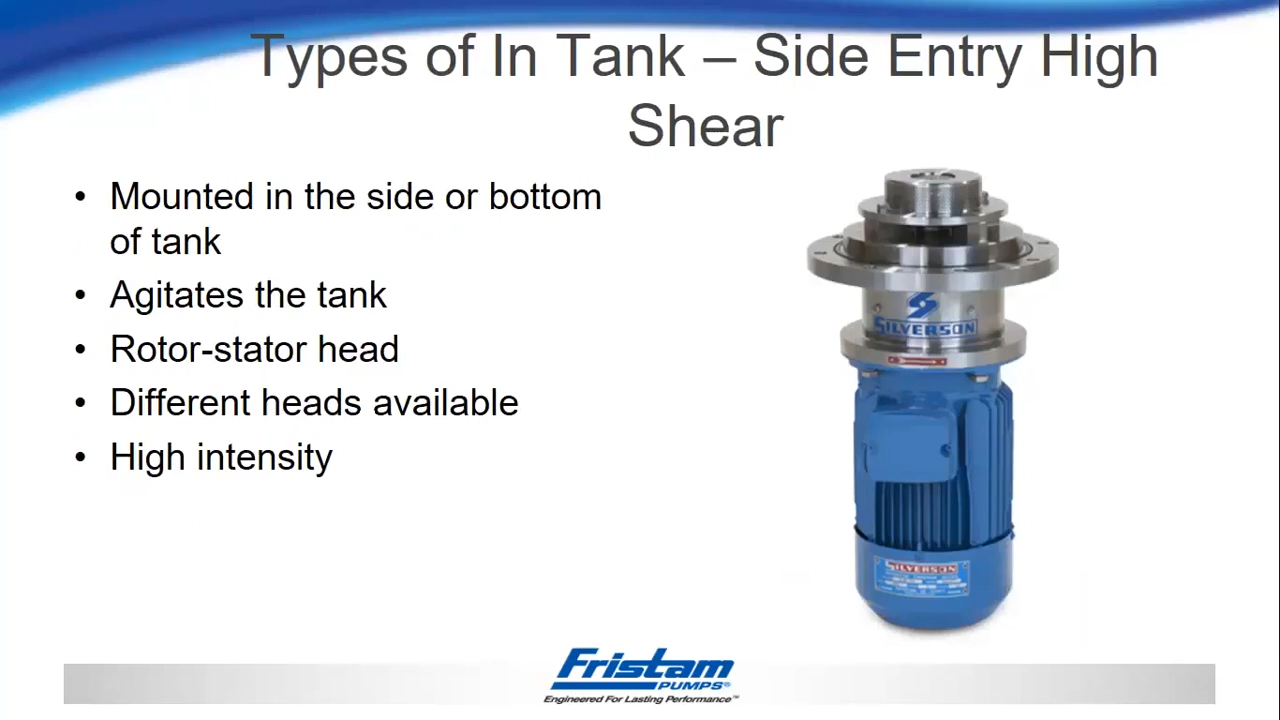 Types of In Tank – Side Entry High
Shear
• Mounted in the side or bottom
of tank
• Agitates the tank
• Rotor-stator head
• Different heads available
• High intensity
SILVERSON
SILVERSON
Fristam
PUMPS®
Engineered For Lasting Performance™